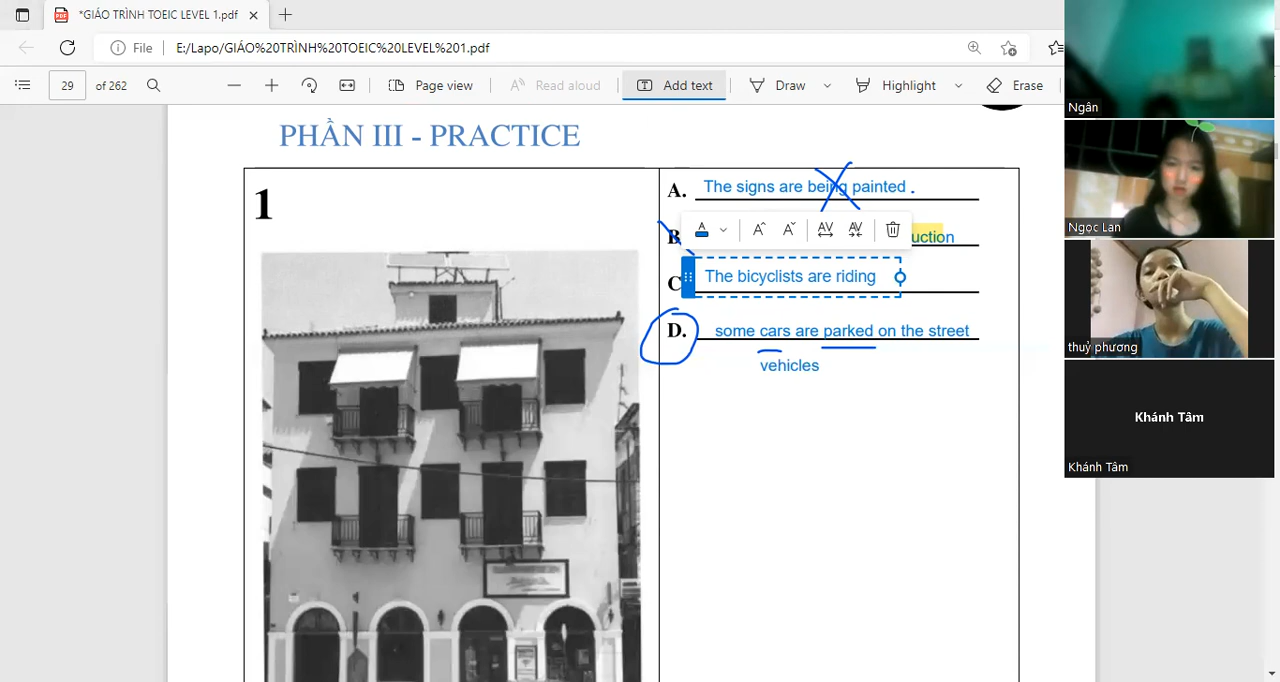 *GIÁO TRÌNH TOEIC LEVEL 1.pdf
File E:/Lapo/GIÁO%20TRÌNH%20TOEIC%20LEVEL%201.pdf
29 of 262 Page view Read aloud Add text Draw Highlight Erase
PHẦN III - PRACTICE
1
A. The signs are being painted .
B uction
C The bicyclists are riding
D. some cars are parked on the street
vehicles
Ngân
Ngọc Lan
thuỷ phương
Khánh Tâm
Khánh Tâm